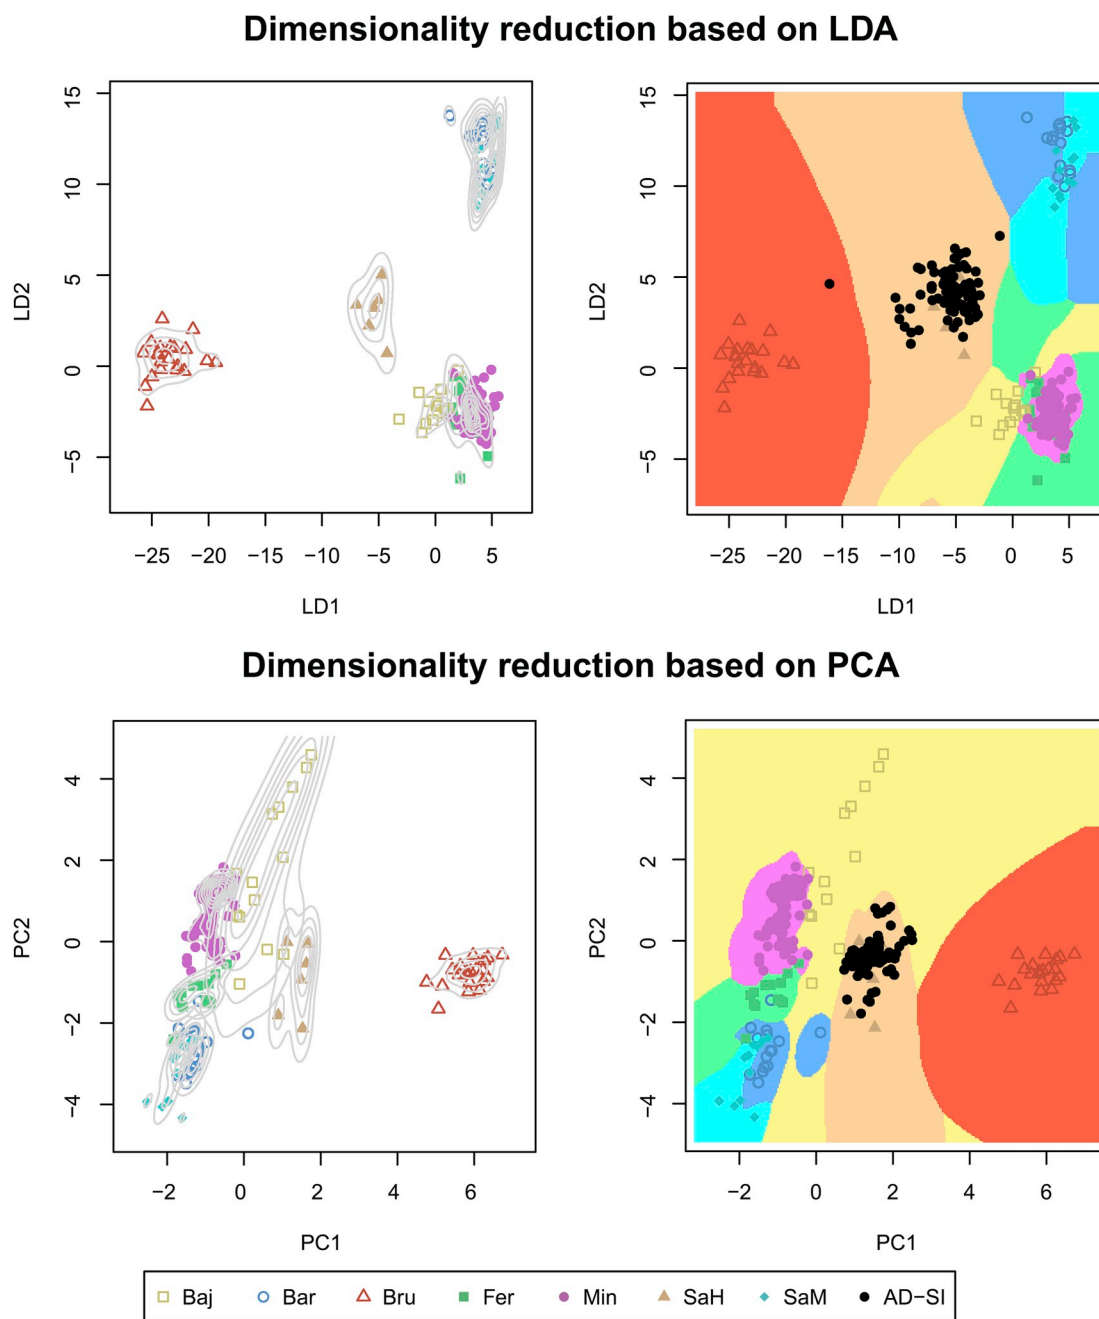 Dimensionality reduction based on LDA
15
10
5
0
−5
LD2
−25 −20 −15 −10 −5 0 5
LD1
15
10
5
0
−5
LD2
−25 −20 −15 −10 −5 0 5
LD1
Dimensionality reduction based on PCA
4
2
0
−2
−4
PC2
−2 0 2 4 6
PC1
4
2
0
−2
−4
PC2
−2 0 2 4 6
PC1
Baj Bar Bru Fer Min SaH SaM AD−SI